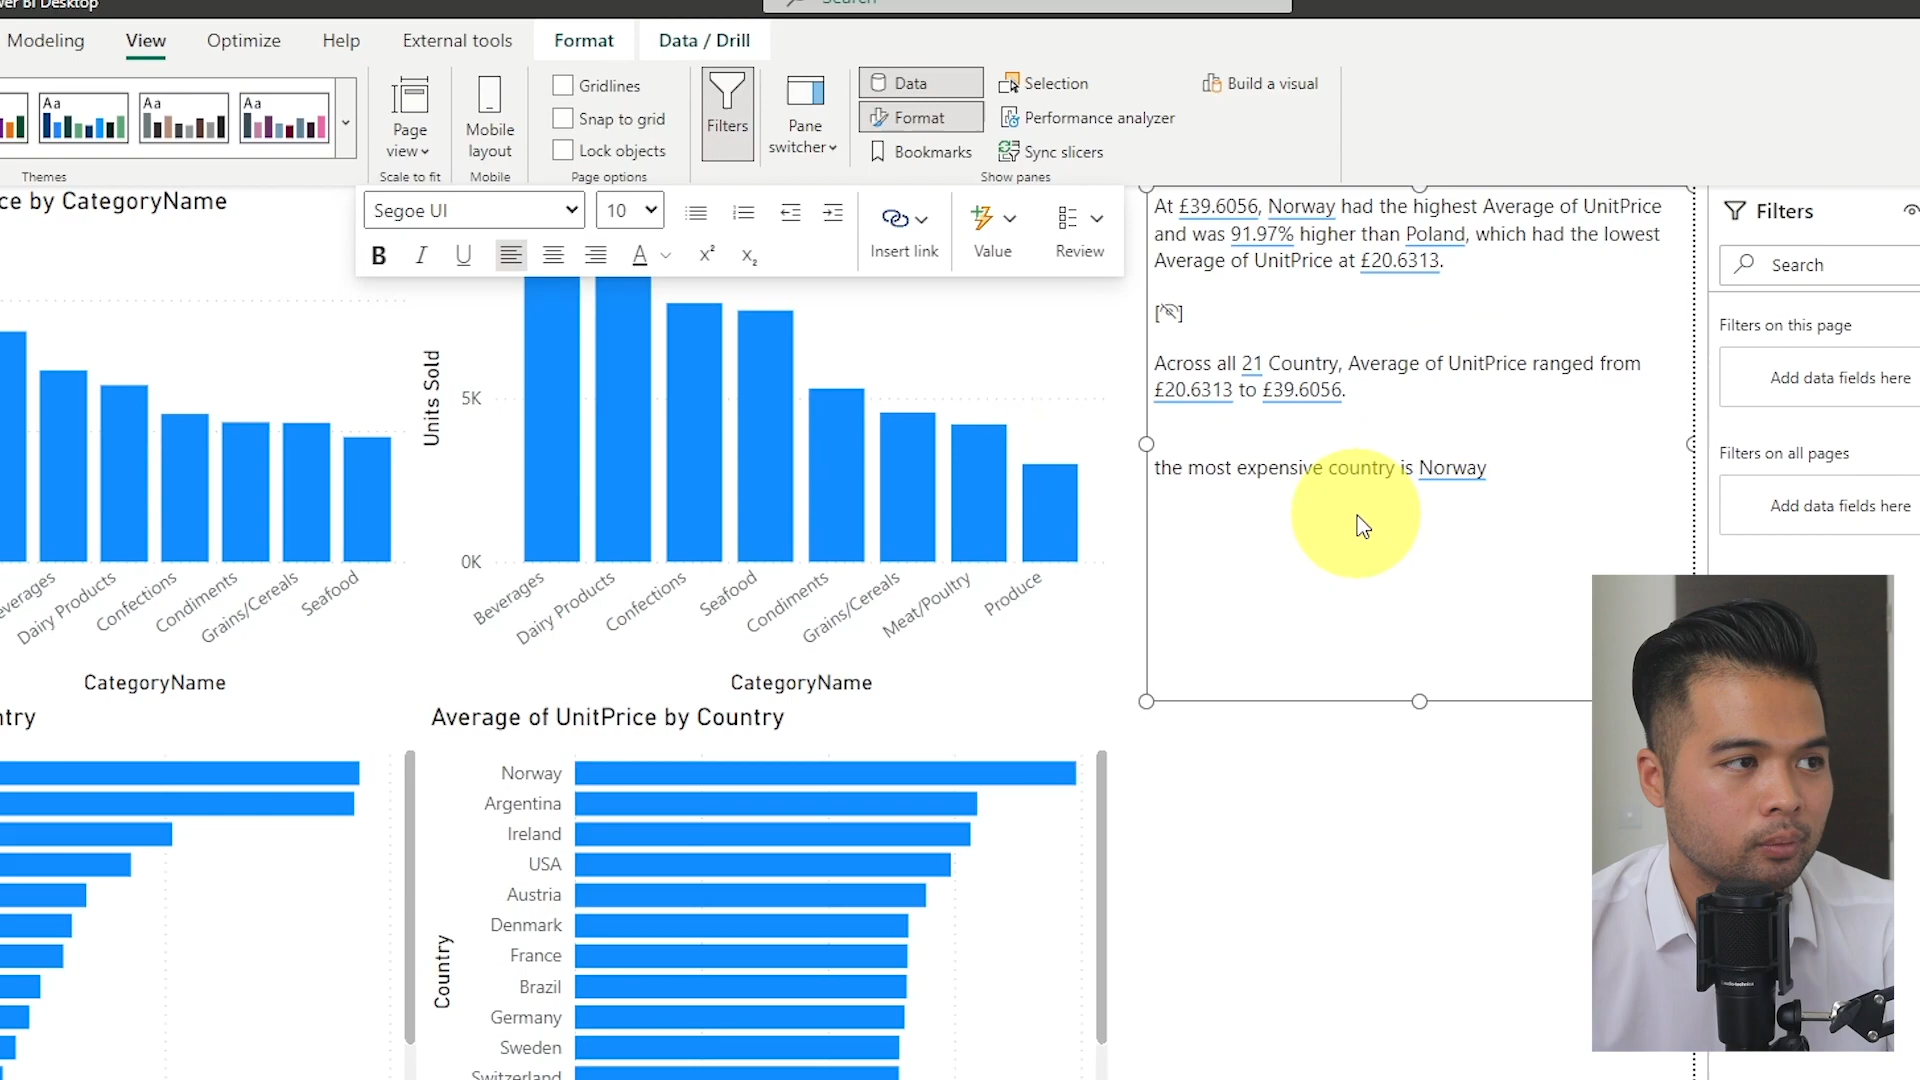 er BI Desktop
Search
Modeling
View
Optimize
Help
External tools
Format
Data / Drill
Aa
Aa
Aa
Themes
Page
view
Scale to fit
Mobile
layout
Mobile
Gridlines
Snap to grid
Lock objects
Page options
Filters
Pane
switcher
Data
Format
Bookmarks
Selection
Performance analyzer
Sync slicers
Show panes
Build a visual
ce by CategoryName
Segoe UI
10
B I U
A
x²
x₂
Insert link
Value
Review
At £39.6056, Norway had the highest Average of UnitPrice
and was 91.97% higher than Poland, which had the lowest
Average of UnitPrice at £20.6313.
Across all 21 Country, Average of UnitPrice ranged from
£20.6313 to £39.6056.
the most expensive country is Norway
Filters
Search
Filters on this page
Add data fields here
Filters on all pages
Add data fields here
everages
Dairy Products
Confections
Condiments
Grains/Cereals
Seafood
CategoryName
Units Sold
5K
0K
Beverages
Dairy Products
Confections
Seafood
Condiments
Grains/Cereals
Meat/Poultry
Produce
CategoryName
ntry
Average of UnitPrice by Country
Country
Norway
Argentina
Ireland
USA
Austria
Denmark
France
Brazil
Germany
Sweden
Switzerland
audio-technica